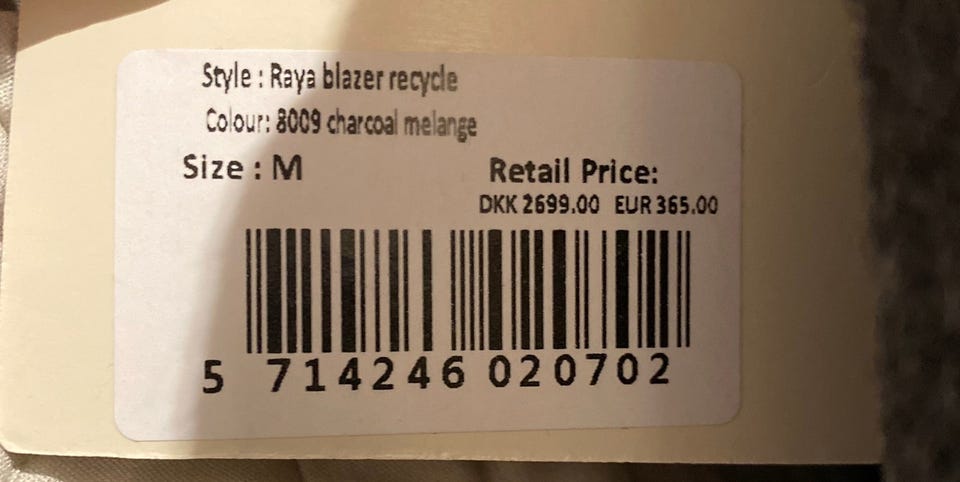 Style : Raya blazer recycle
Colour: 8009 charcoal melange
Size : M
Retail Price:
DKK 2699.00 EUR 365.00
5 714246 020702